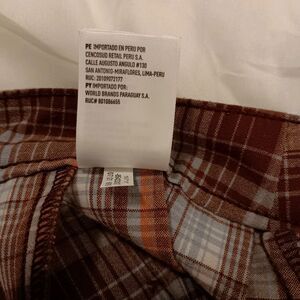 PE IMPORTADO EN PERU POR
CENCOSUD RETAIL PERU S.A.
CALLE AUGUSTO ANGULO #130
SAN ANTONIO-MIRAFLORES, LIMA-PERU
RUC: 20109072177
PY IMPORTADO POR:
WORLD BRANDS PARAGUAY S.A.
RUC# 801086655